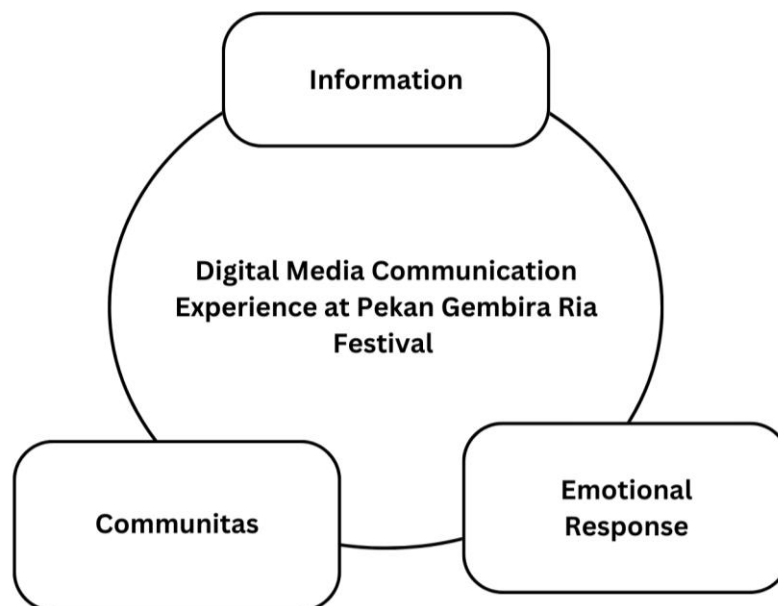 Information
Digital Media Communication
Experience at Pekan Gembira Ria
Festival
Communitas
Emotional
Response